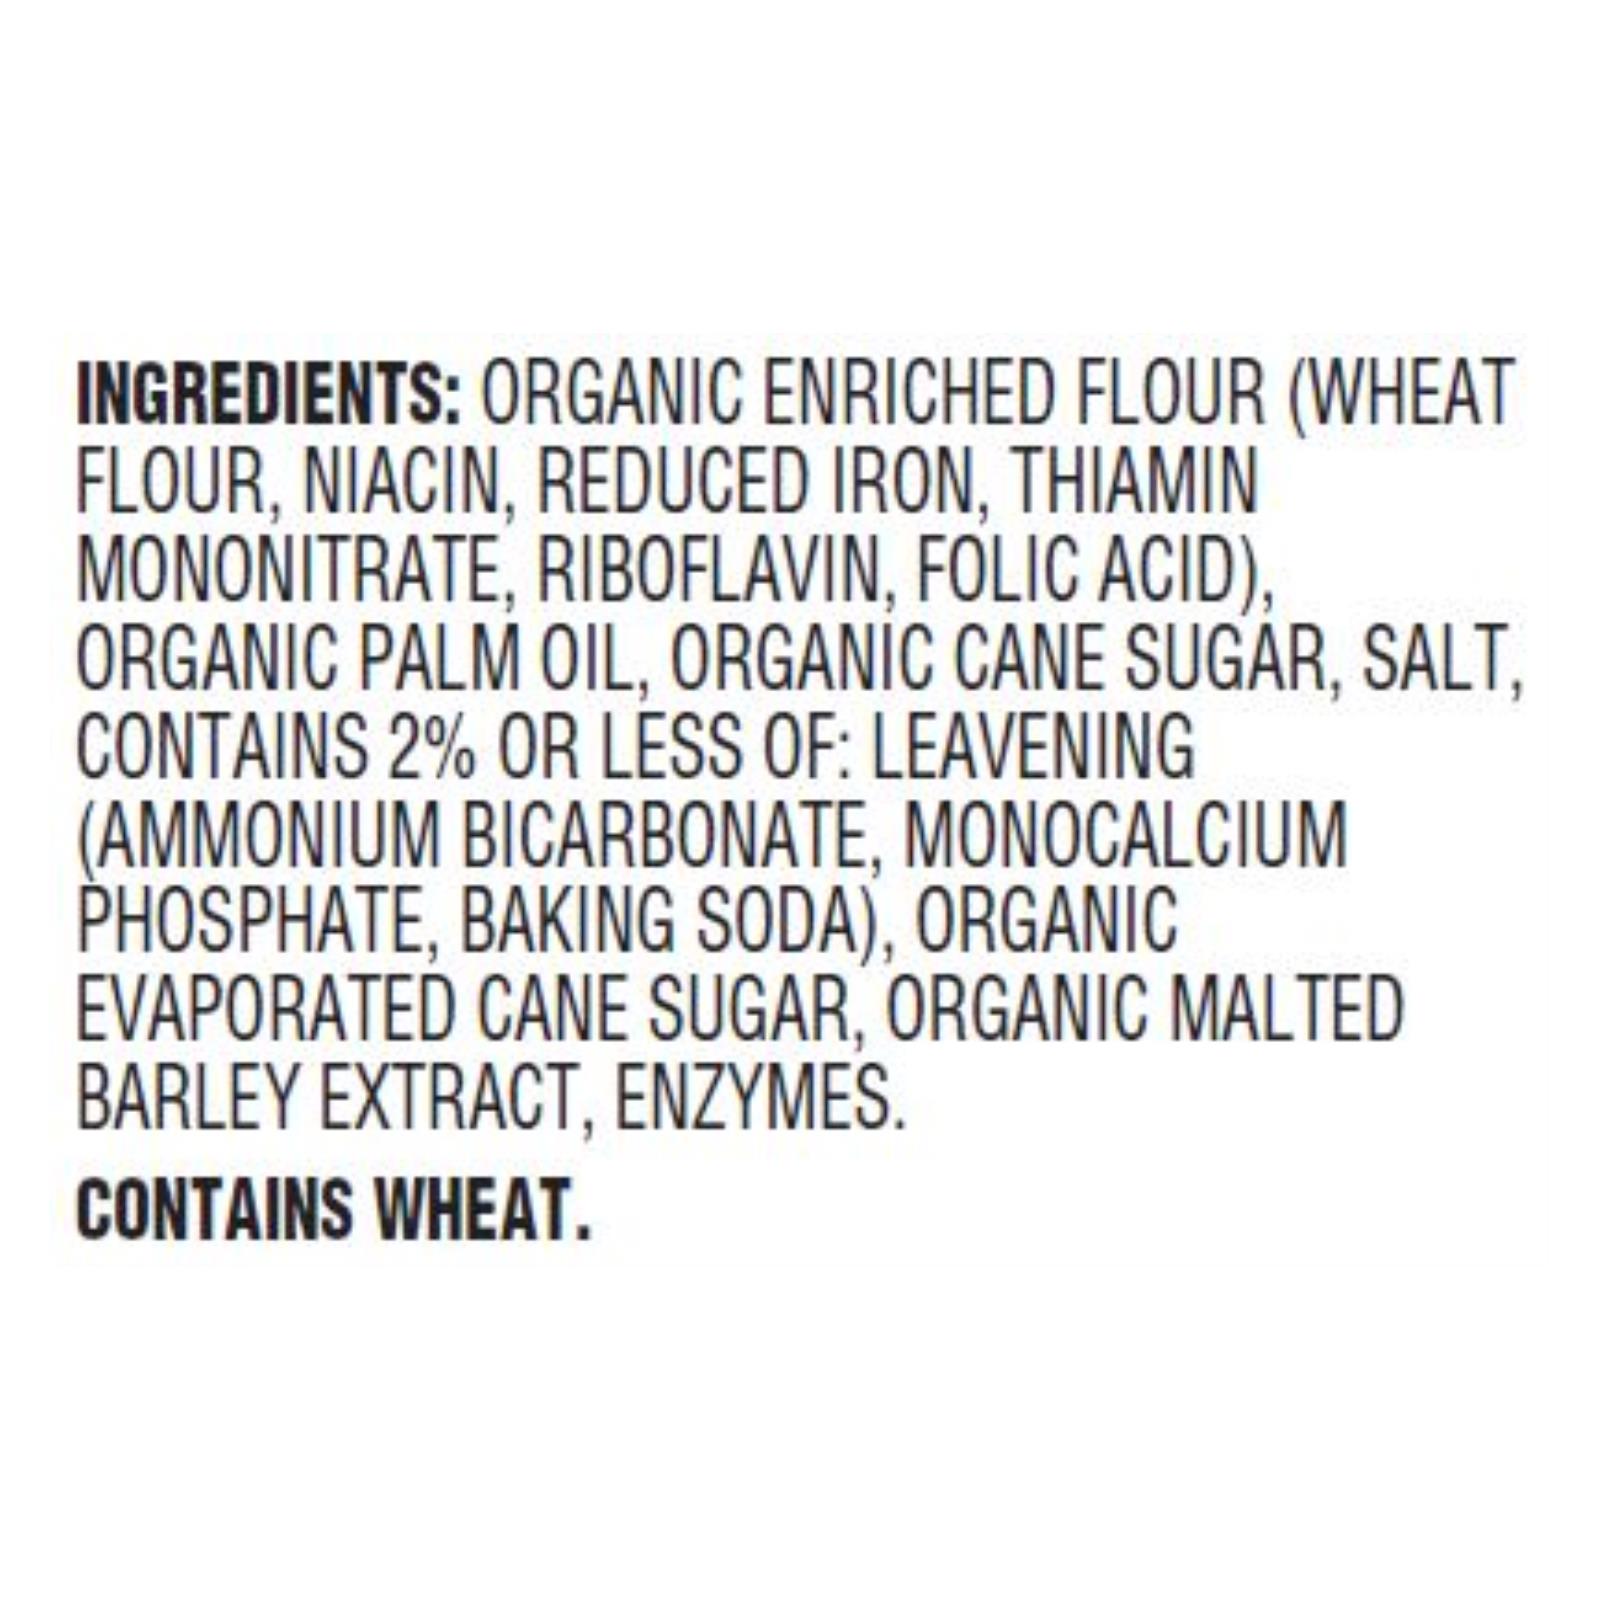 INGREDIENTS: ORGANIC ENRICHED FLOUR (WHEAT
FLOUR, NIACIN, REDUCED IRON, THIAMIN
MONONITRATE, RIBOFLAVIN, FOLIC ACID),
ORGANIC PALM OIL, ORGANIC CANE SUGAR, SALT,
CONTAINS 2% OR LESS OF: LEAVENING
(AMMONIUM BICARBONATE, MONOCALCIUM
PHOSPHATE, BAKING SODA), ORGANIC
EVAPORATED CANE SUGAR, ORGANIC MALTED
BARLEY EXTRACT, ENZYMES.
CONTAINS WHEAT.